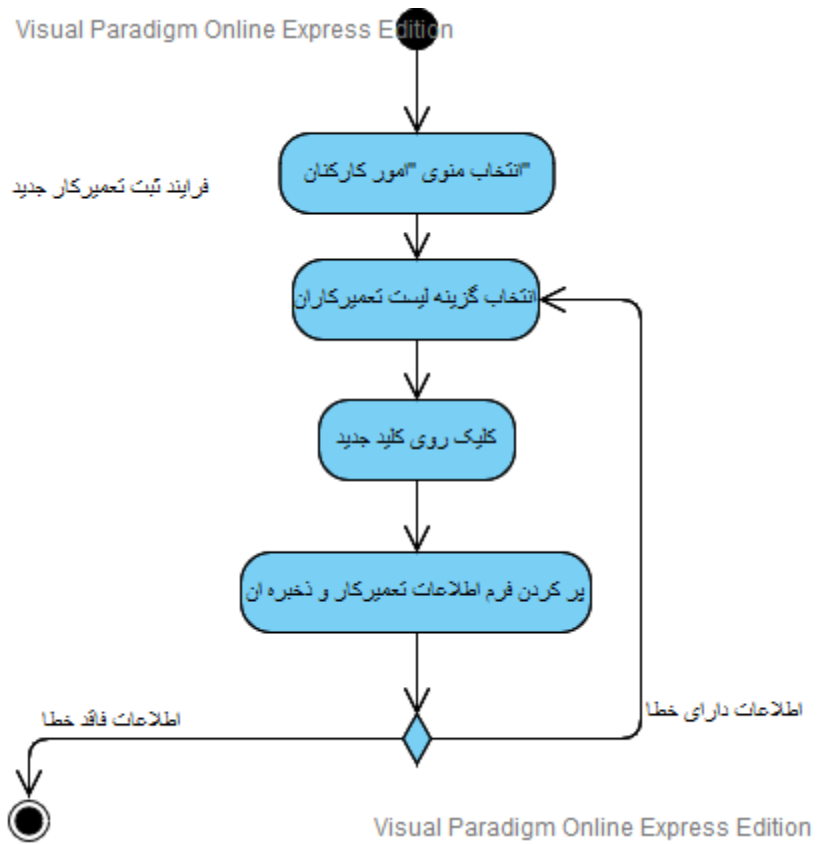 Visual Paradigm Online Express Edition
انتخاب منوی "امور کارکنان"
فرایند ثبت تعمیرکار جدید
انتخاب گزینه لیست تعمیرکاران
کلیک روی کلید جدید
پر کردن فرم اطلاعات تعمیرکار و ذخیره ان
اطلاعات دارای خطا
اطلاعات فاقد خطا
Visual Paradigm Online Express Edition